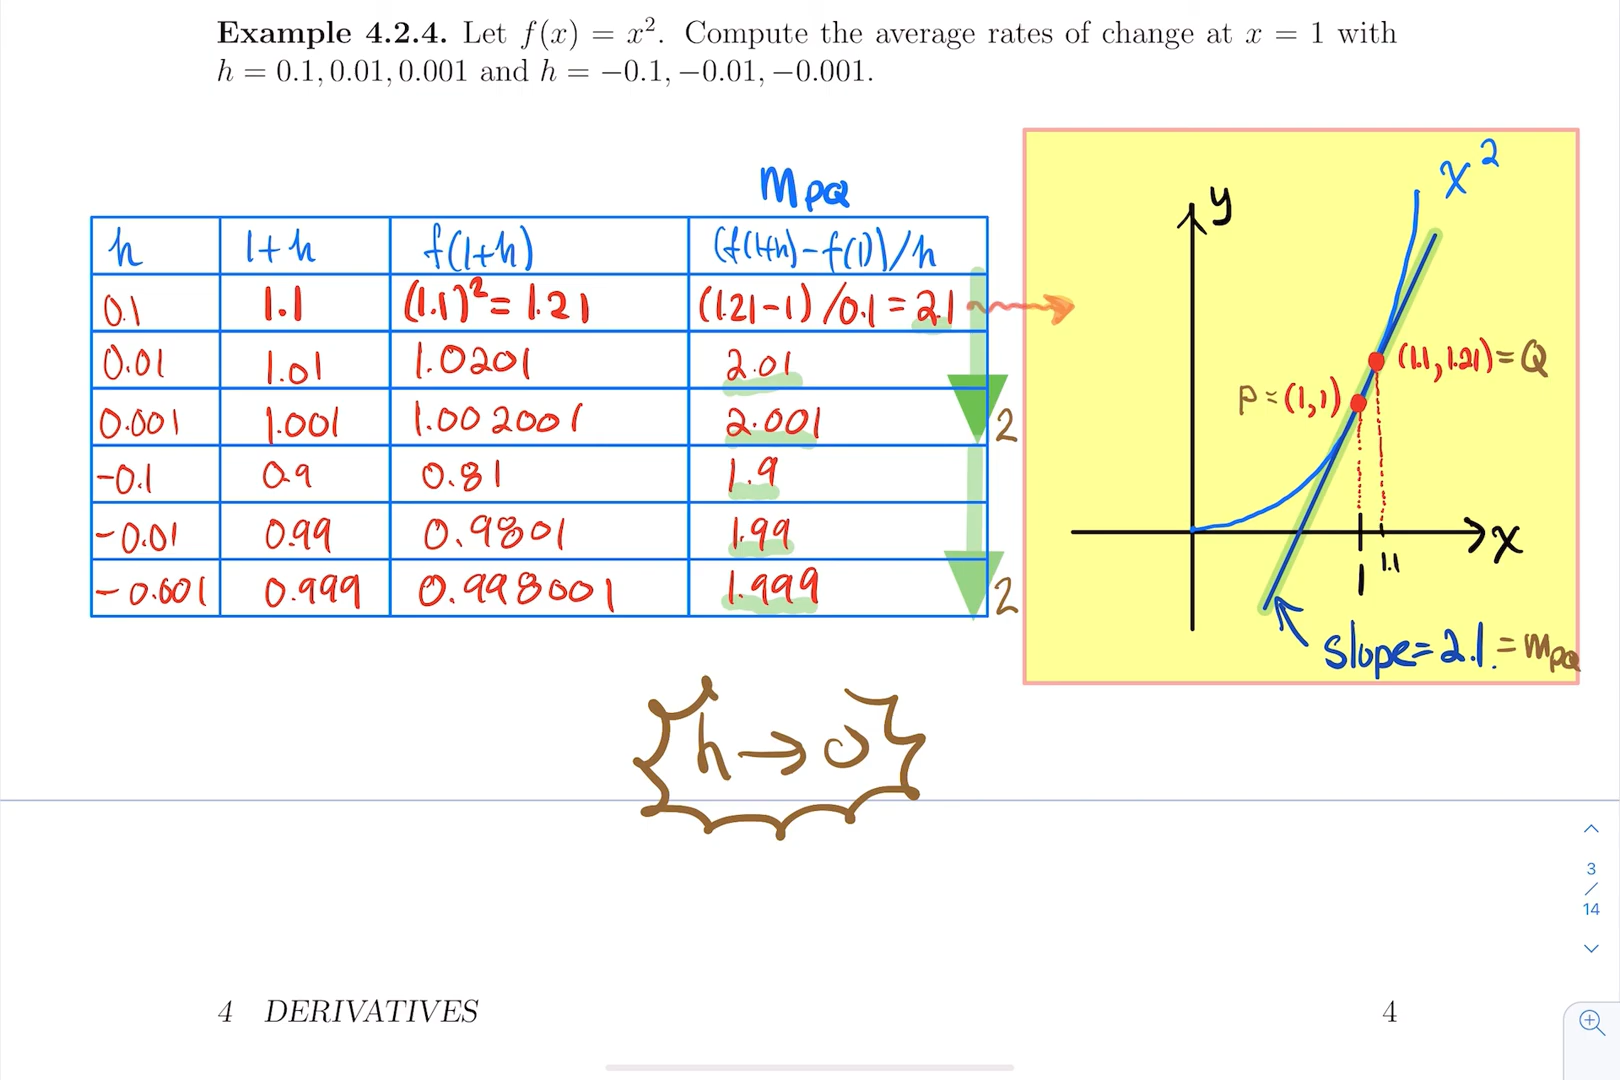 Example 4.2.4. Let f(x) = x². Compute the average rates of change at x = 1 with
h = 0.1, 0.01, 0.001 and h = −0.1, −0.01, −0.001.
m_PQ
h 1+h f(1+h) (f(1+h)-f(1))/h
0.1 1.1 (1.1)² = 1.21 (1.21-1)/0.1 = 2.1
0.01 1.01 1.0201 2.01
0.001 1.001 1.002001 2.001 2
-0.1 0.9 0.81 1.9
-0.01 0.99 0.9801 1.99
-0.001 0.999 0.998001 1.999 2
h → 0
y
x²
(1.1, 1.21) = Q
P = (1,1)
x
1 1.1
slope = 2.1. = m_PQ
3
/
14
4 DERIVATIVES 4